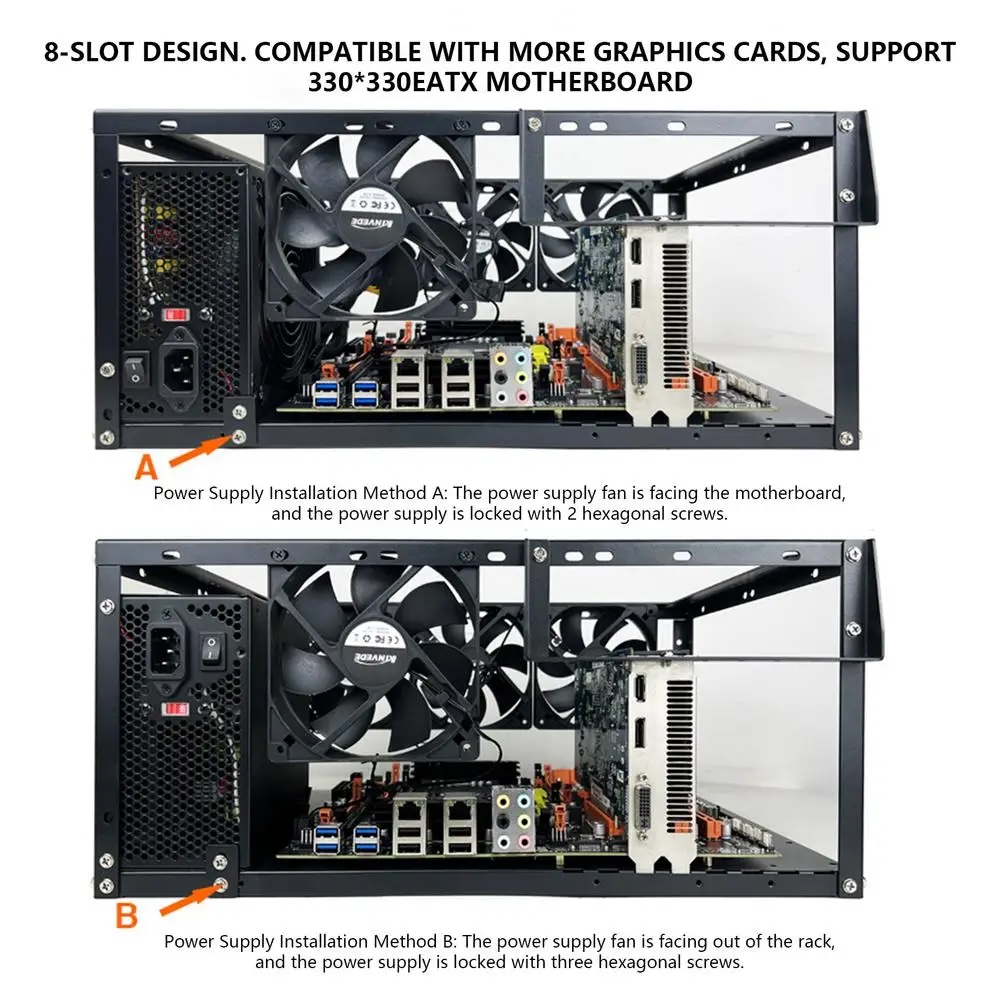 8-SLOT DESIGN. COMPATIBLE WITH MORE GRAPHICS CARDS, SUPPORT
330*330EATX MOTHERBOARD
KINVEDE
A
Power Supply Installation Method A: The power supply fan is facing the motherboard,
and the power supply is locked with 2 hexagonal screws.
KINVEDE
B
Power Supply Installation Method B: The power supply fan is facing out of the rack,
and the power supply is locked with three hexagonal screws.